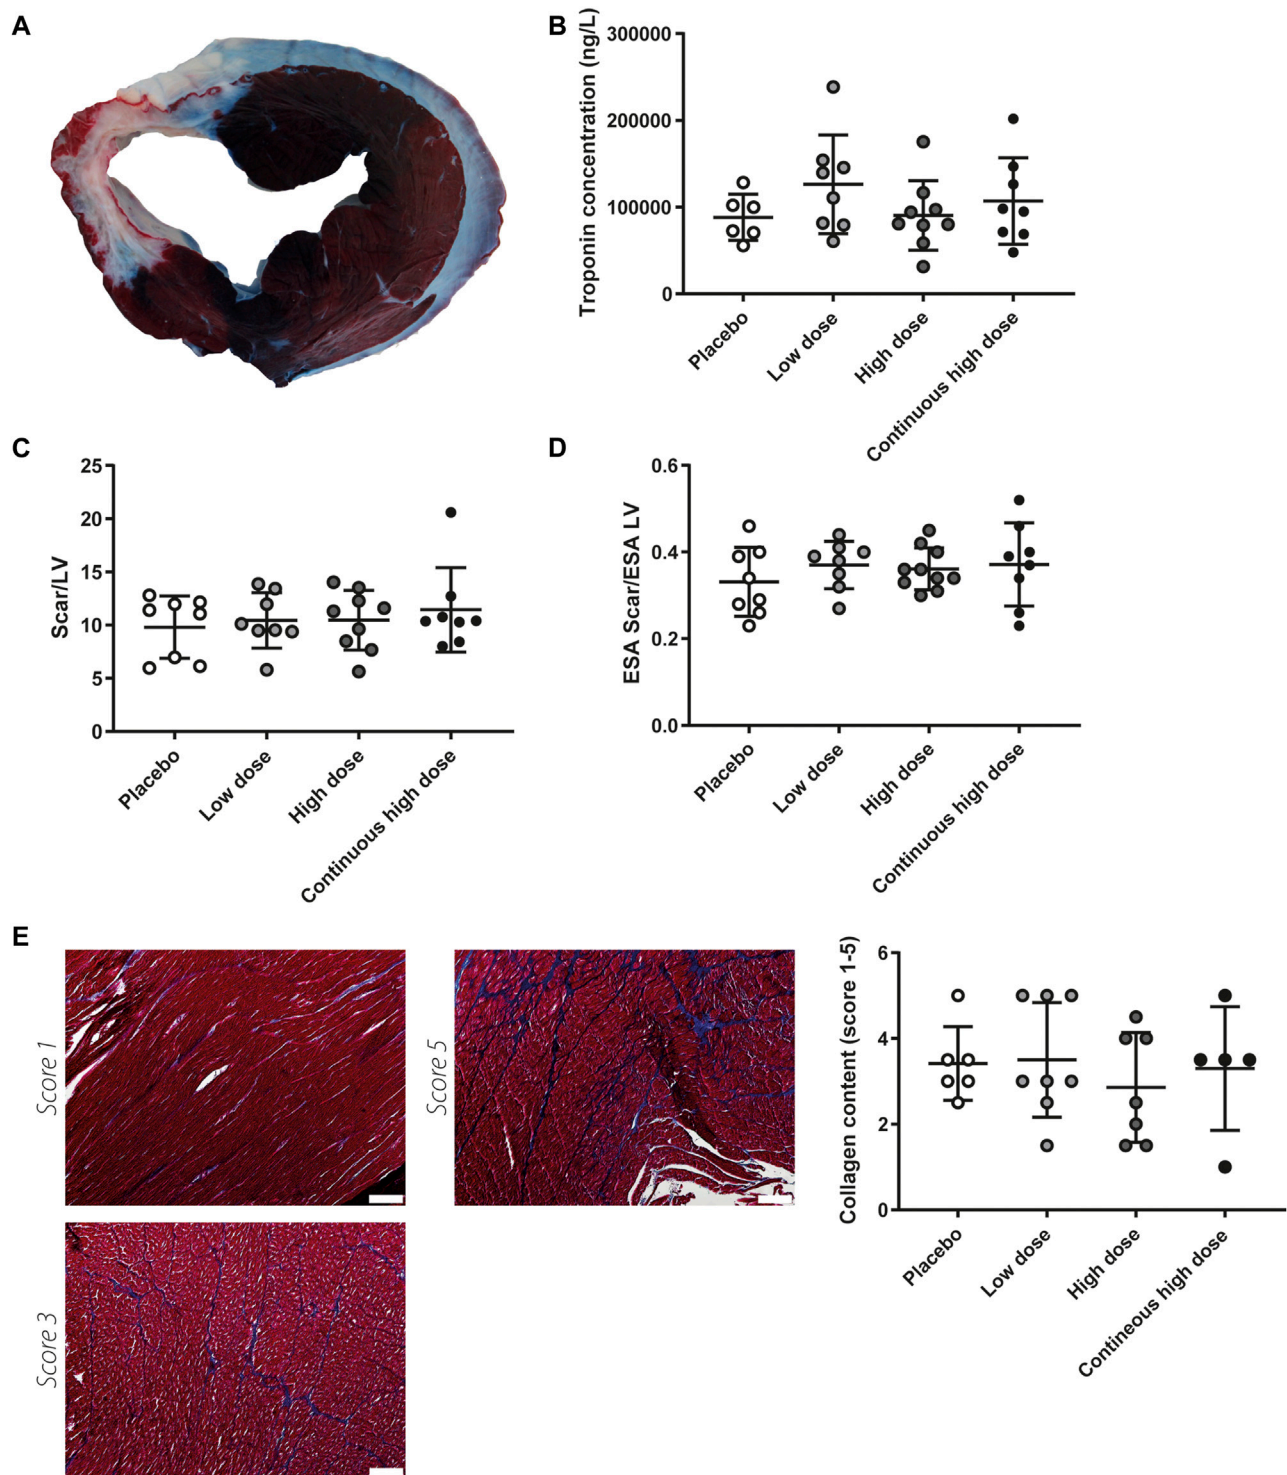 A
B
Troponin concentration (ng/L)
300000
200000
100000
0
Placebo
Low dose
High dose
Continuous high dose
C
Scar/LV
25
20
15
10
5
0
Placebo
Low dose
High dose
Continuous high dose
D
ESA Scar/ESA LV
0.6
0.4
0.2
0.0
Placebo
Low dose
High dose
Continuous high dose
E
Score 1
Score 5
Score 3
Collagen content (score 1-5)
6
4
2
0
Placebo
Low dose
High dose
Contineous high dose